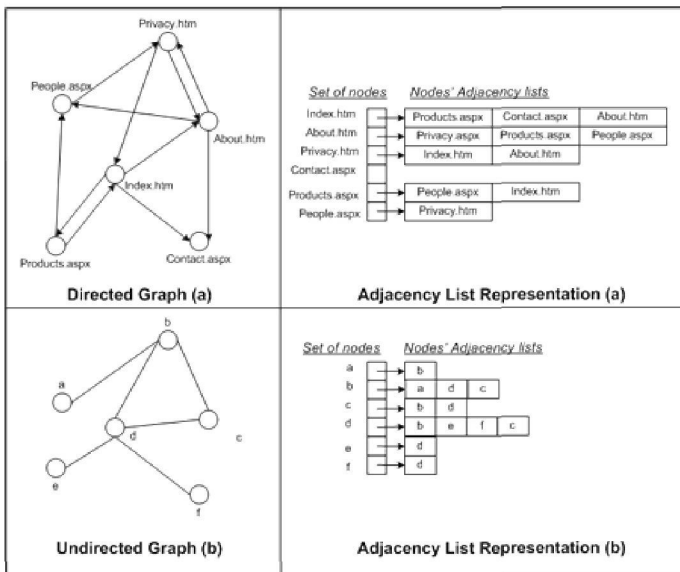 Privacy.htm
People.aspx
About.htm
Index.htm
Products.aspx
Contact.aspx
Directed Graph (a)
Set of nodes Nodes' Adjacency lists
Index.htm Products.aspx Contact.aspx About.htm
About.htm Privacy.aspx Products.aspx People.aspx
Privacy.htm Index.htm About.htm
Contact.aspx
Products.aspx People.aspx Index.htm
People.aspx Privacy.htm
Adjacency List Representation (a)
b
a
d
c
e
f
Undirected Graph (b)
Set of nodes Nodes' Adjacency lists
a b
b a d c
c b d
d b e f c
e d
f d
Adjacency List Representation (b)